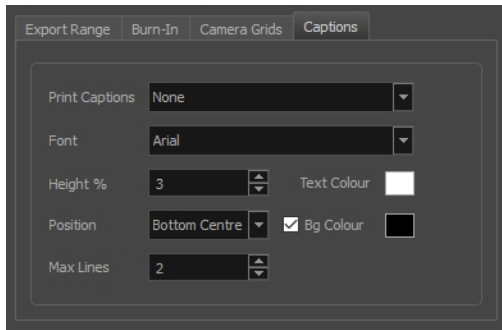 Export Range Burn-In Camera Grids Captions
Print Captions None
Font Arial
Height % 3 Text Colour
Position Bottom Centre Bg Colour
Max Lines 2